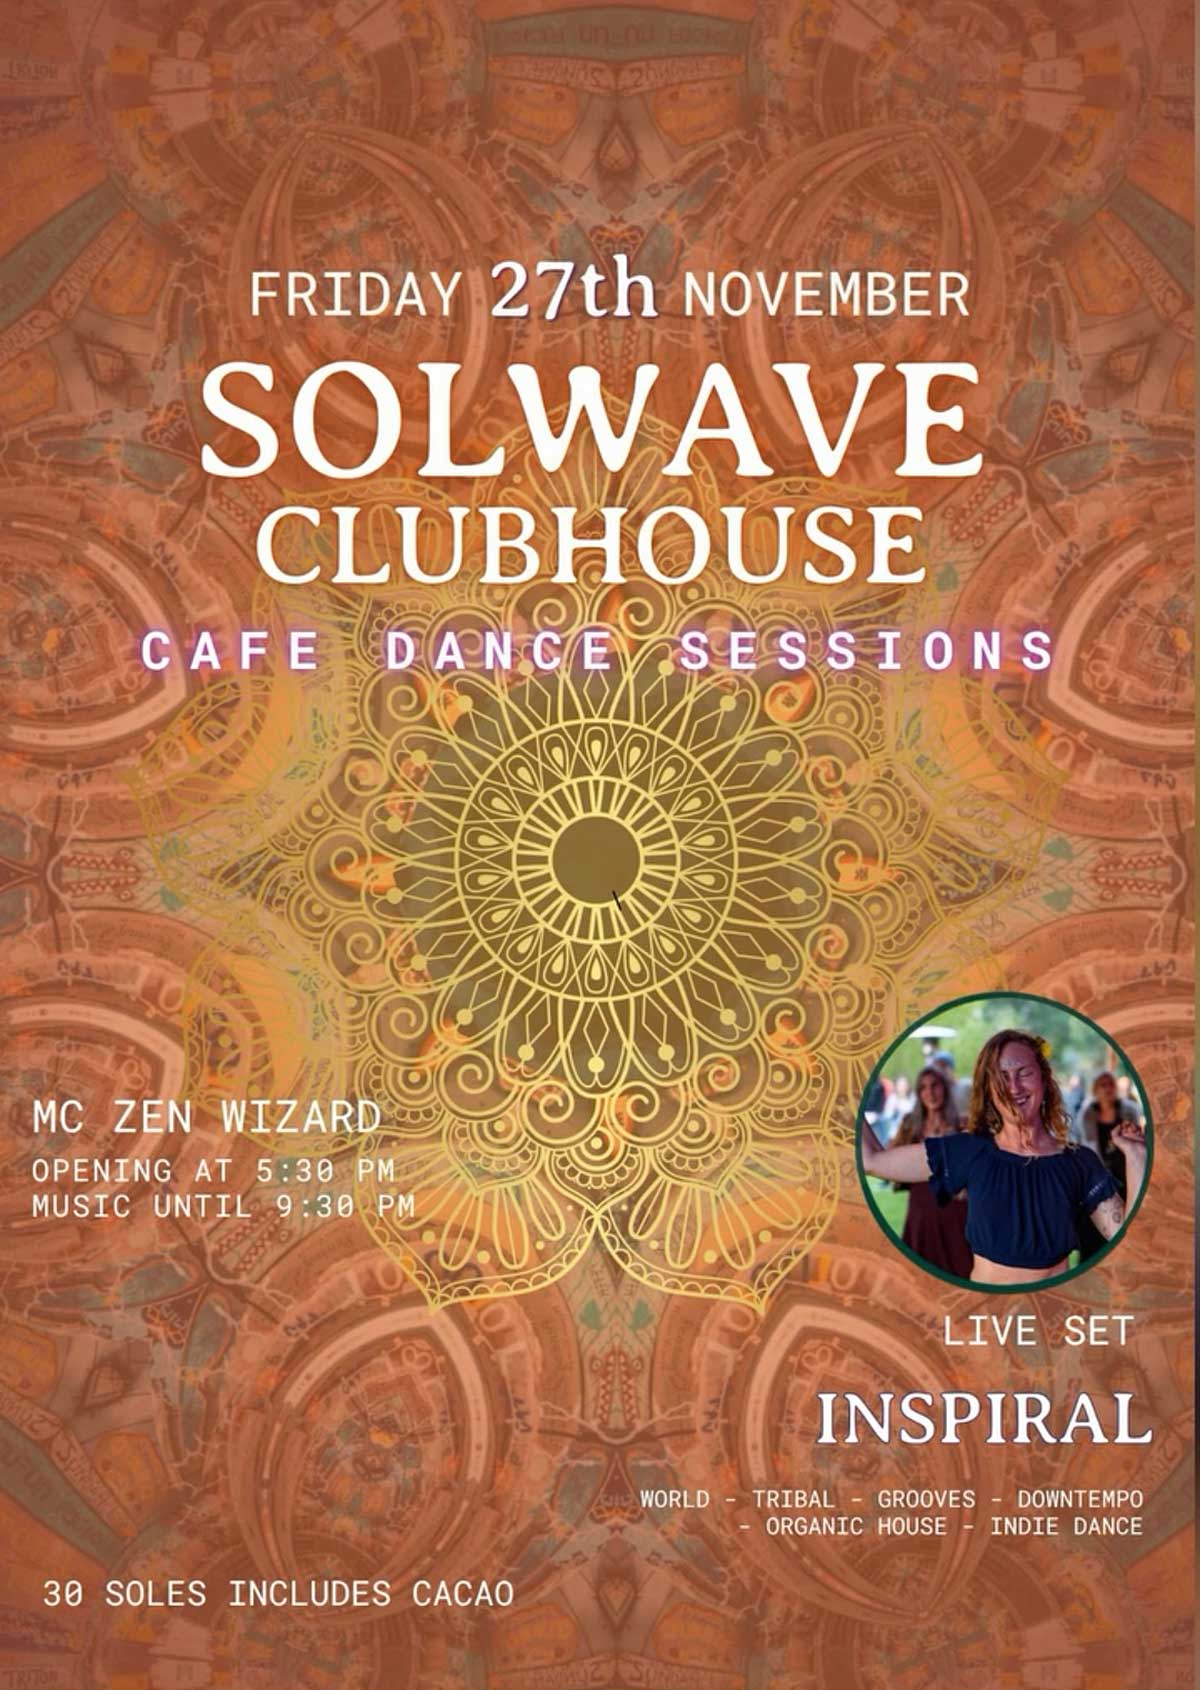 FRIDAY 27th NOVEMBER
SOLWAVE
CLUBHOUSE
CAFE DANCE SESSIONS
MC ZEN WIZARD
OPENING AT 5:30 PM
MUSIC UNTIL 9:30 PM
LIVE SET
INSPIRAL
WORLD - TRIBAL - GROOVES - DOWNTEMPO
- ORGANIC HOUSE - INDIE DANCE
30 SOLES INCLUDES CACAO